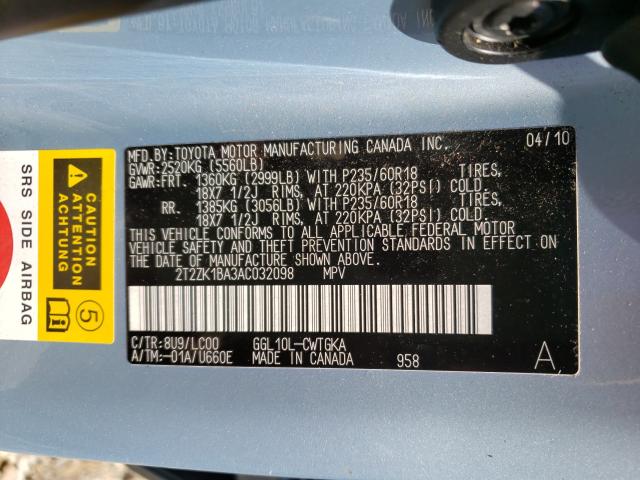 MFD.BY:TOYOTA MOTOR MANUFACTURING CANADA INC. 04/10
GVWR:2520KG (5560LB)
GAWR:FRT. 1360KG (2999LB) WITH P235/60R18 TIRES,
18X7 1/2J RIMS, AT 220KPA (32PSI) COLD.
RR. 1385KG (3056LB) WITH P235/60R18 TIRES,
18X7 1/2J RIMS, AT 220KPA (32PSI) COLD.
THIS VEHICLE CONFORMS TO ALL APPLICABLE FEDERAL MOTOR
VEHICLE SAFETY AND THEFT PREVENTION STANDARDS IN EFFECT ON
THE DATE OF MANUFACTURE SHOWN ABOVE.
2T2ZK1BA3AC032098 MPV
C/TR:8U9/LC00 GGL10L-CWTGKA
A/TM:-01A/U660E MADE IN CANADA 958 A
CAUTION
ATTENTION
ACHTUNG
5
SRS SIDE AIRBAG